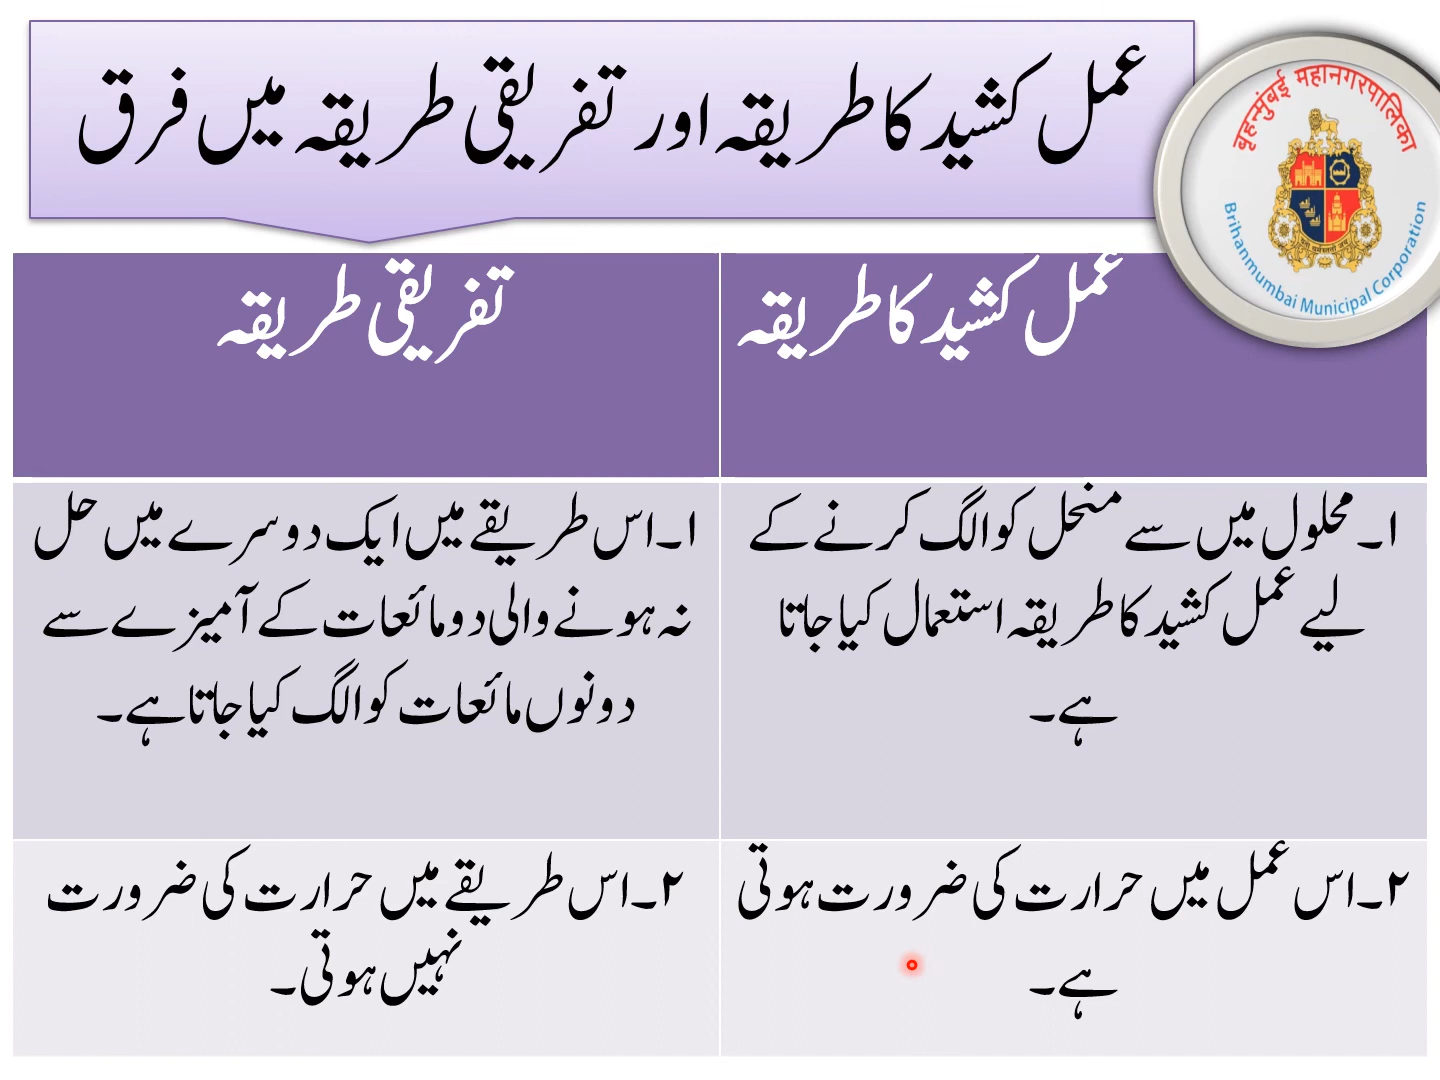 عمل کشید کا طریقہ اور تفریقی طریقہ میں فرق
बृहन्मुंबई महानगरपालिका
Brihanmumbai Municipal Corporation
عمل کشید کا طریقہ
تفریقی طریقہ
۱۔ محلول میں سے منحل کو الگ کرنے کے
لیے عمل کشید کا طریقہ استعمال کیا جاتا
ہے۔
۱۔ اس طریقے میں ایک دوسرے میں حل
نہ ہونے والی دو مائعات کے آمیزے سے
دونوں مائعات کو الگ کیا جاتا ہے۔
۲۔ اس عمل میں حرارت کی ضرورت ہوتی
ہے۔
۲۔ اس طریقے میں حرارت کی ضرورت
نہیں ہوتی۔